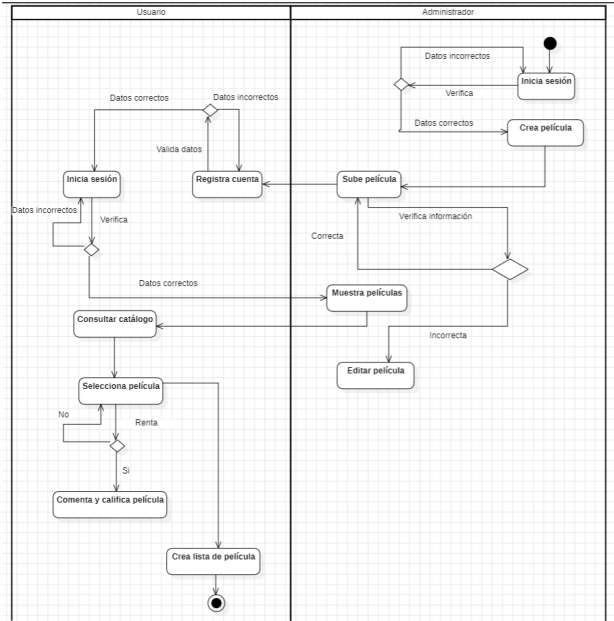 Usuario
Administrador
Datos incorrectos
Inicia sesión
Verifica
Datos correctos
Crea película
Datos correctos
Datos incorrectos
Valida datos
Inicia sesión
Registra cuenta
Sube película
Datos incorrectos
Verifica
Verifica información
Correcta
Datos correctos
Muestra películas
Consultar catálogo
Incorrecta
Editar película
Selecciona película
No
Renta
Si
Comenta y califica película
Crea lista de película